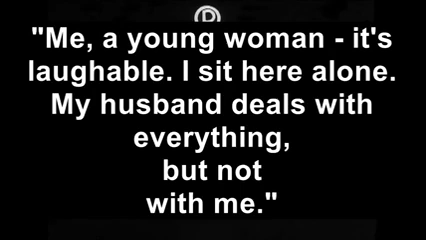 D
"Me, a young woman - it's
laughable. I sit here alone.
My husband deals with
everything,
but not
with me."